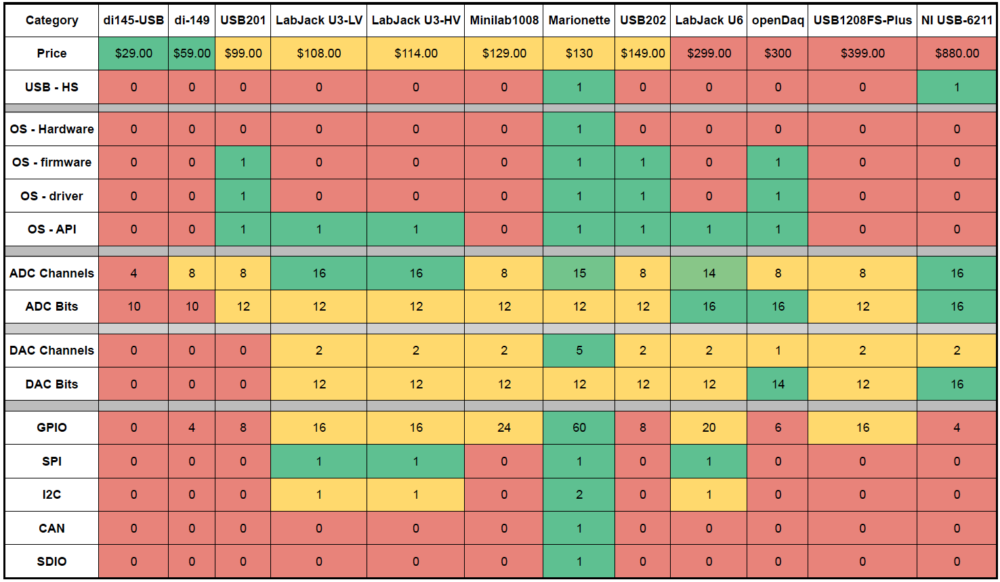 Category di145-USB di-149 USB201 LabJack U3-LV LabJack U3-HV Minilab1008 Marionette USB202 LabJack U6 openDaq USB1208FS-Plus NI USB-6211
Price $29.00 $59.00 $99.00 $108.00 $114.00 $129.00 $130 $149.00 $299.00 $300 $399.00 $880.00
USB - HS 0 0 0 0 0 0 1 0 0 0 0 1
OS - Hardware 0 0 0 0 0 0 1 0 0 0 0 0
OS - firmware 0 0 1 0 0 0 1 1 0 1 0 0
OS - driver 0 0 1 0 0 0 1 1 0 1 0 0
OS - API 0 0 1 1 1 0 1 1 1 1 0 0
ADC Channels 4 8 8 16 16 8 15 8 14 8 8 16
ADC Bits 10 10 12 12 12 12 12 12 16 16 12 16
DAC Channels 0 0 0 2 2 2 5 2 2 1 2 2
DAC Bits 0 0 0 12 12 12 12 12 12 14 12 16
GPIO 0 4 8 16 16 24 60 8 20 6 16 4
SPI 0 0 0 1 1 0 1 0 1 0 0 0
I2C 0 0 0 1 1 0 2 0 1 0 0 0
CAN 0 0 0 0 0 0 1 0 0 0 0 0
SDIO 0 0 0 0 0 0 1 0 0 0 0 0